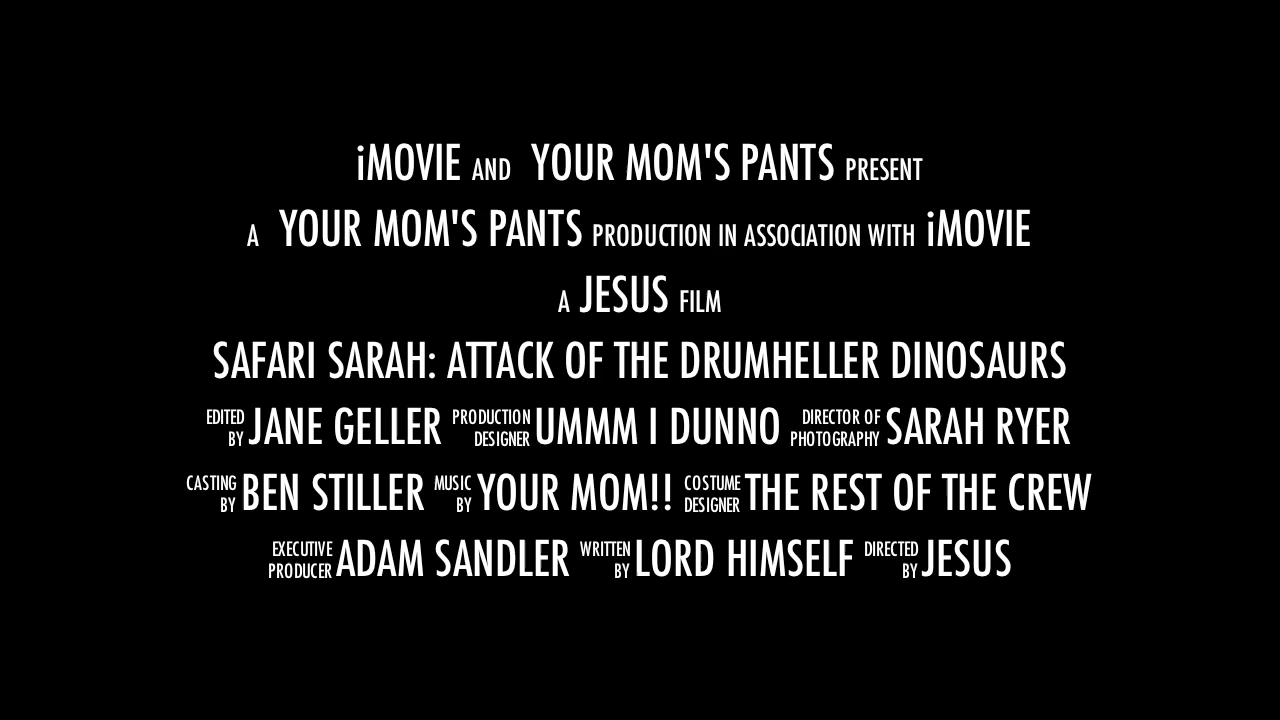 iMOVIE AND YOUR MOM'S PANTS PRESENT
A YOUR MOM'S PANTS PRODUCTION IN ASSOCIATION WITH iMOVIE
A JESUS FILM
SAFARI SARAH: ATTACK OF THE DRUMHELLER DINOSAURS
EDITED BY JANE GELLER PRODUCTION DESIGNER UMMM I DUNNO DIRECTOR OF PHOTOGRAPHY SARAH RYER
CASTING BY BEN STILLER MUSIC BY YOUR MOM!! COSTUME DESIGNER THE REST OF THE CREW
EXECUTIVE PRODUCER ADAM SANDLER WRITTEN BY LORD HIMSELF DIRECTED BY JESUS